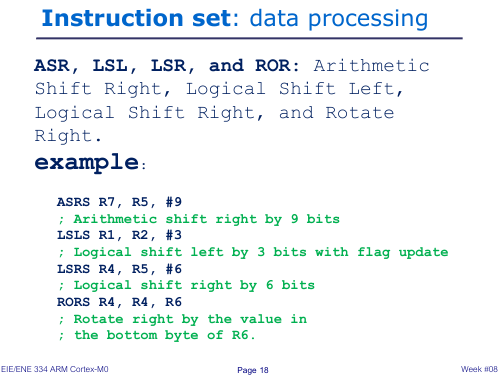 Instruction set: data processing
ASR, LSL, LSR, and ROR: Arithmetic
Shift Right, Logical Shift Left,
Logical Shift Right, and Rotate
Right.
example:
ASRS R7, R5, #9
; Arithmetic shift right by 9 bits
LSLS R1, R2, #3
; Logical shift left by 3 bits with flag update
LSRS R4, R5, #6
; Logical shift right by 6 bits
RORS R4, R4, R6
; Rotate right by the value in
; the bottom byte of R6.
EIE/ENE 334 ARM Cortex-M0 Page 18 Week #08